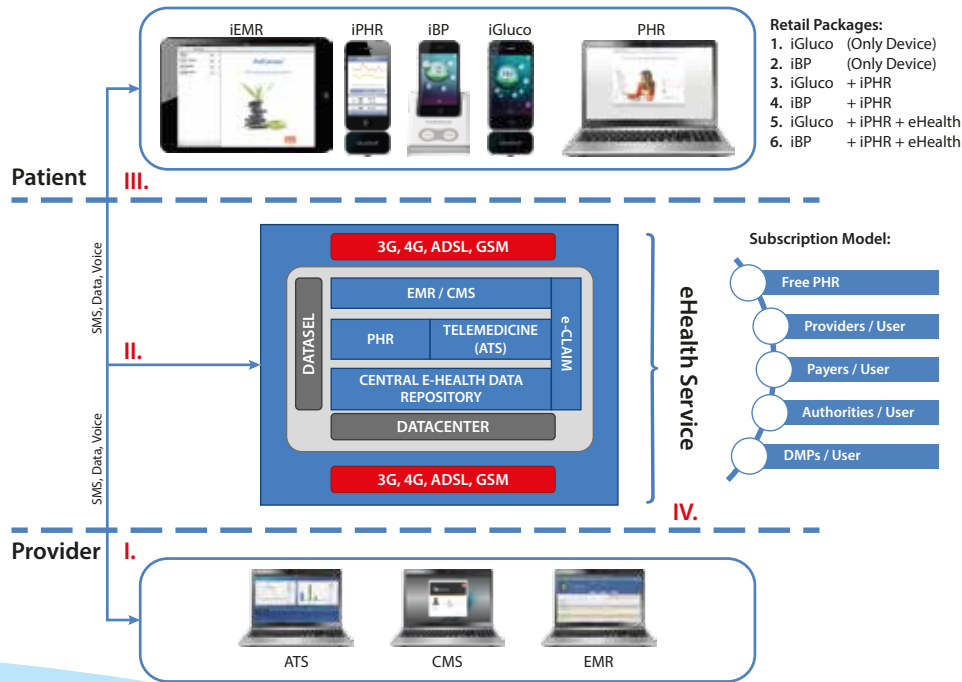 iEMR
iPHR
iBP
iGluco
PHR
Retail Packages:
1. iGluco (Only Device)
2. iBP (Only Device)
3. iGluco + iPHR
4. iBP + iPHR
5. iGluco + iPHR + eHealth
6. iBP + iPHR + eHealth
Patient
III.
SMS, Data, Voice
3G, 4G, ADSL, GSM
DATASEL
EMR / CMS
PHR
TELEMEDICINE
(ATS)
e-CLAIM
CENTRAL E-HEALTH DATA
REPOSITORY
DATACENTER
3G, 4G, ADSL, GSM
eHealth Service
Subscription Model:
Free PHR
Providers / User
Payers / User
Authorities / User
DMPs / User
II.
SMS, Data, Voice
IV.
Provider
I.
ATS
CMS
EMR